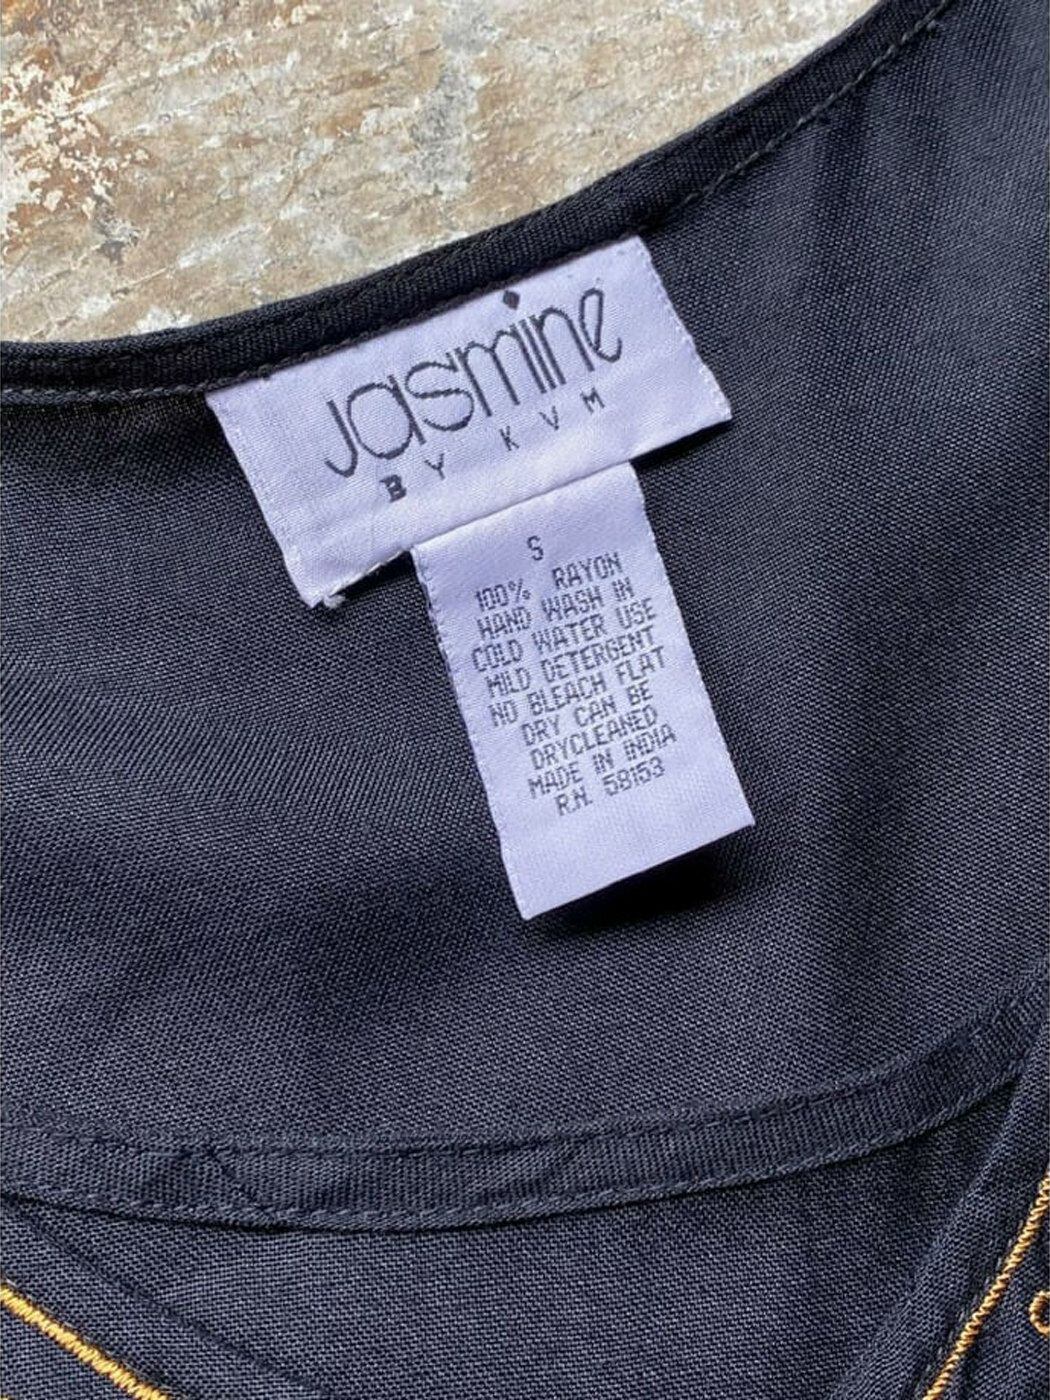 Jasmine
BY KVM
S
100% RAYON
HAND WASH IN
COLD WATER USE
MILD DETERGENT
NO BLEACH FLAT
DRY CAN BE
DRYCLEANED
MADE IN INDIA
R.N. 58153